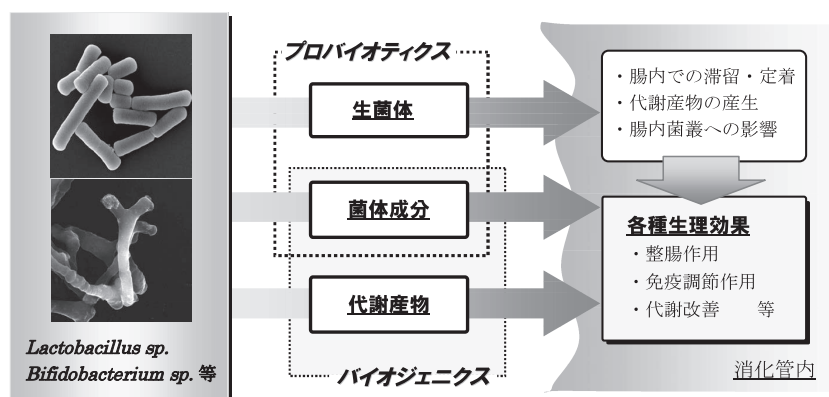 プロバイオティクス
生菌体
菌体成分
代謝産物
バイオジェニクス
Lactobacillus sp.
Bifidobacterium sp. 等
・腸内での滞留・定着
・代謝産物の産生
・腸内菌叢への影響
各種生理効果
・整腸作用
・免疫調節作用
・代謝改善　等
消化管内